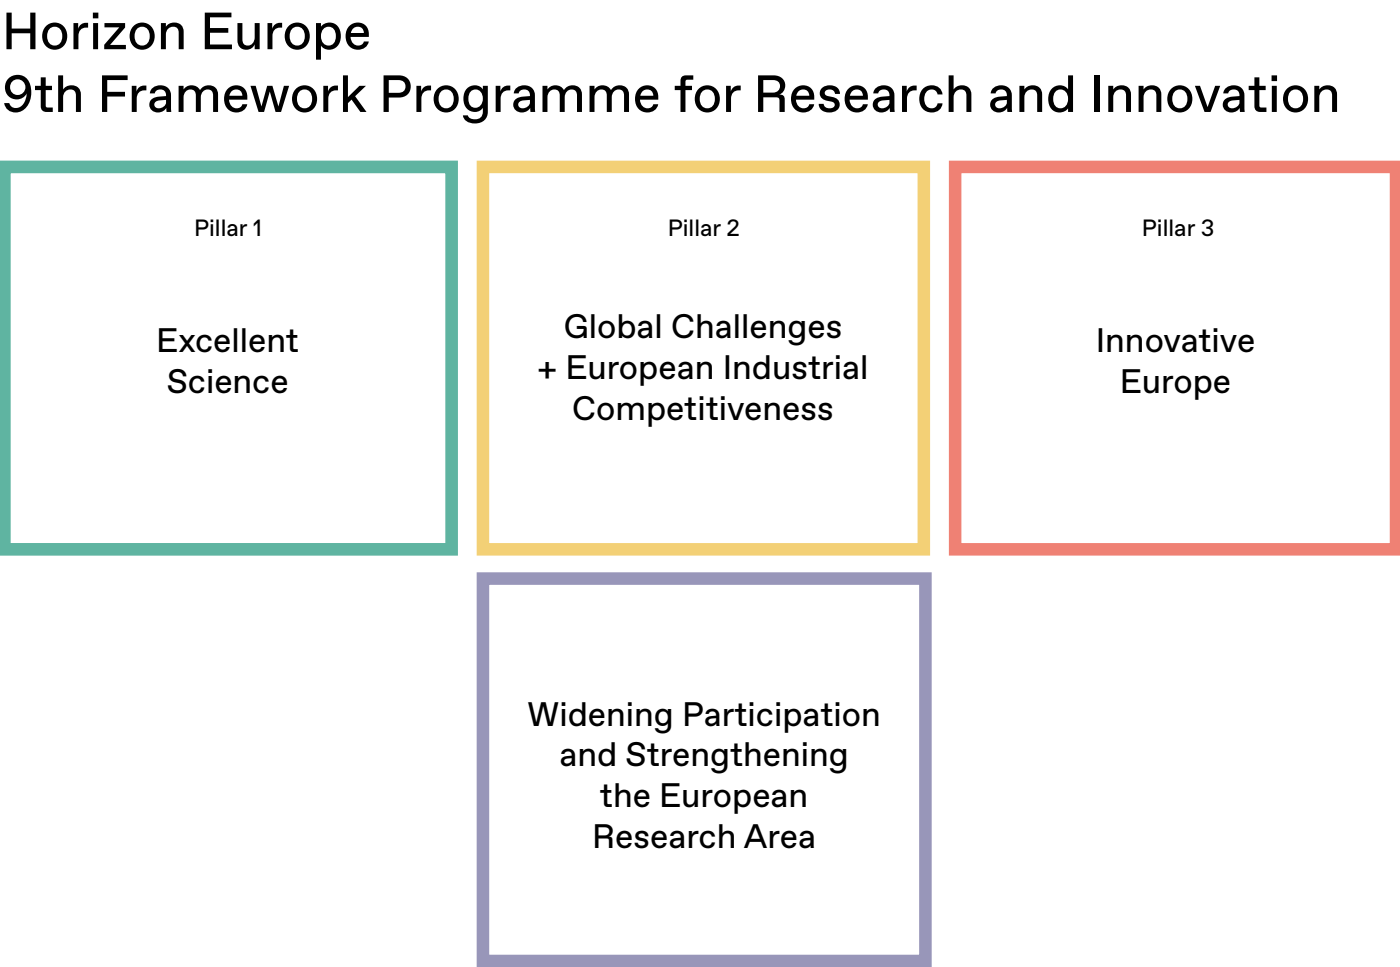 Horizon Europe
9th Framework Programme for Research and Innovation
Pillar 1
Excellent
Science
Pillar 2
Global Challenges
+ European Industrial
Competitiveness
Pillar 3
Innovative
Europe
Widening Participation
and Strengthening
the European
Research Area